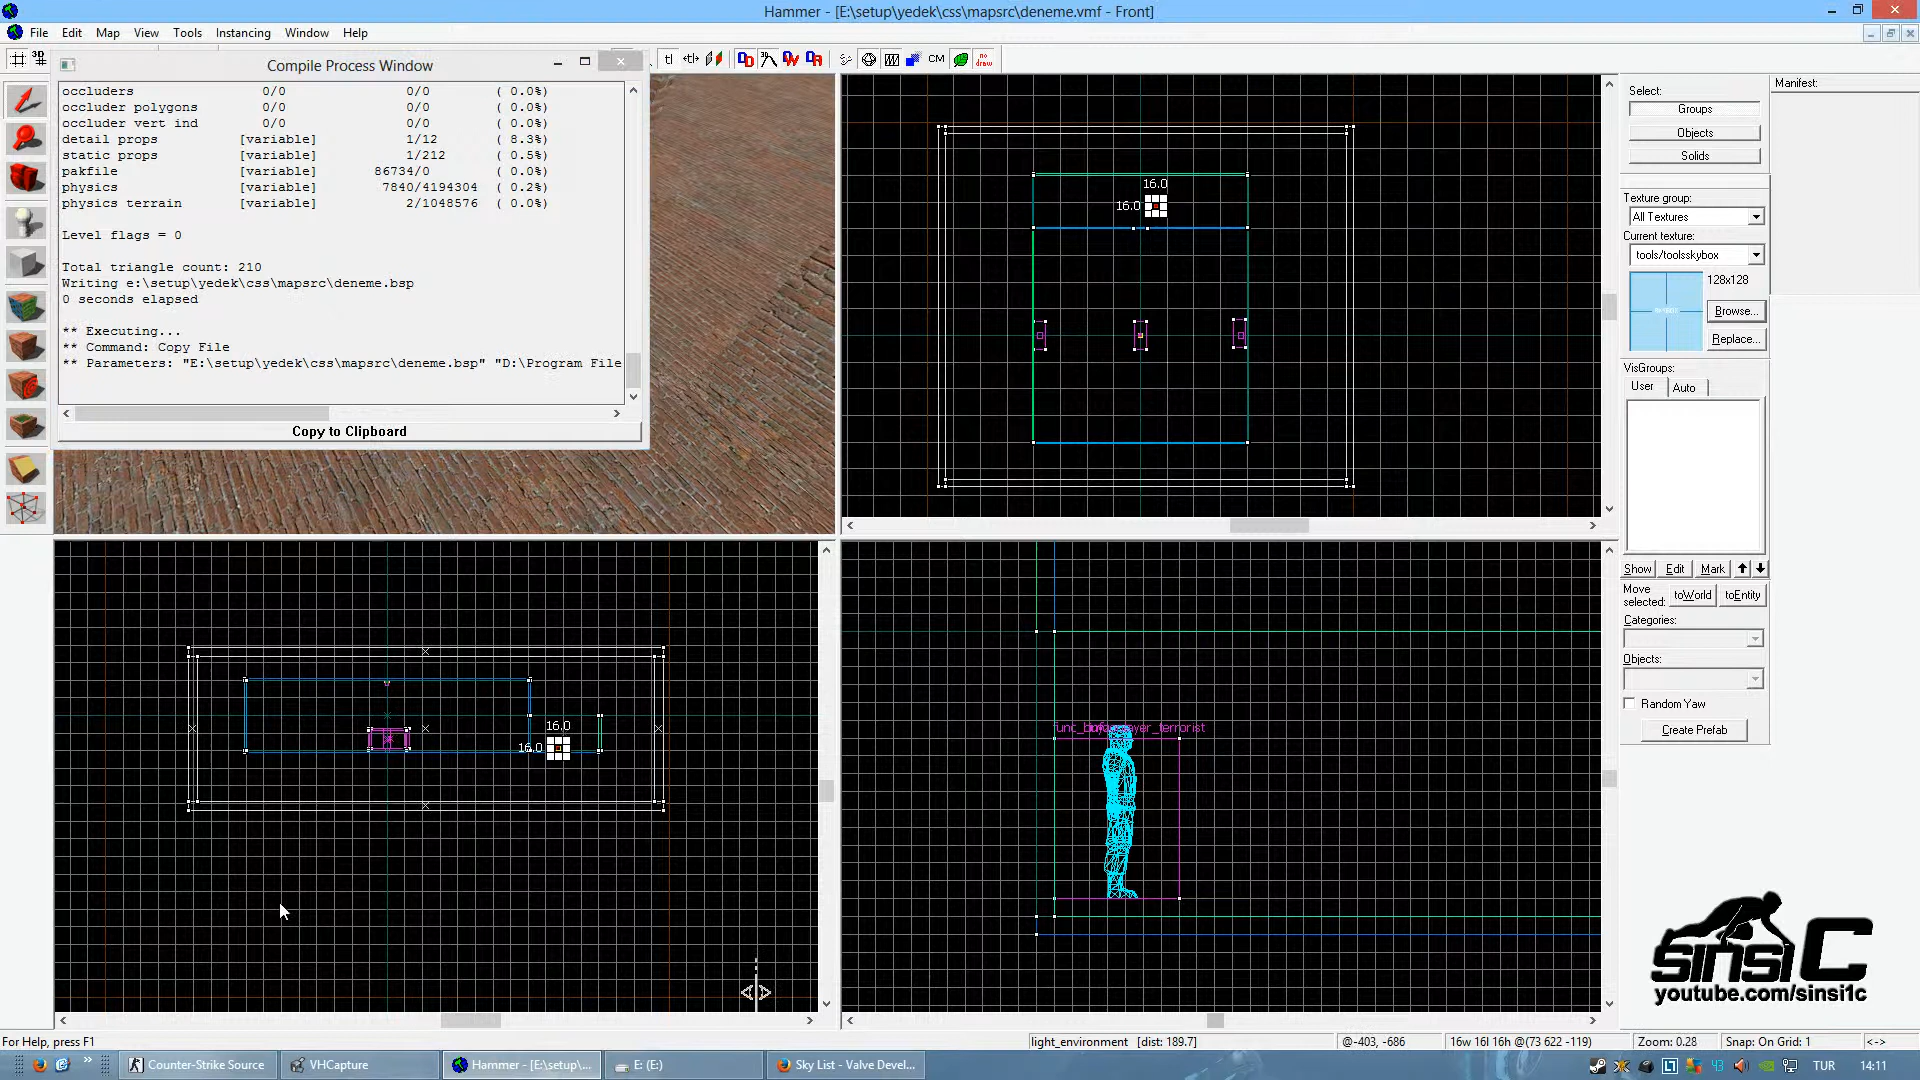 Hammer - [E:\setup\yedek\css\mapsrc\deneme.vmf - Front]
File Edit Map View Tools Instancing Window Help
Compile Process Window
occluders 0/0 0/0 ( 0.0%)
occluder polygons 0/0 0/0 ( 0.0%)
occluder vert ind 0/0 0/0 ( 0.0%)
detail props [variable] 1/12 ( 8.3%)
static props [variable] 1/212 ( 0.5%)
pakfile [variable] 86734/0 ( 0.0%)
physics [variable] 7840/4194304 ( 0.2%)
physics terrain [variable] 2/1048576 ( 0.0%)
Level flags = 0
Total triangle count: 210
Writing e:\setup\yedek\css\mapsrc\deneme.bsp
0 seconds elapsed
** Executing...
** Command: Copy File
** Parameters: "E:\setup\yedek\css\mapsrc\deneme.bsp" "D:\Program File
Copy to Clipboard
3D
tl
+tl+
CM
no draw
16.0
16.0
16.0
16.0
player_terrorist
Select:
Groups
Objects
Solids
Texture group:
All Textures
Current texture:
tools/toolsskybox
128x128
Browse...
Replace...
VisGroups:
User Auto
Show Edit Mark
Move selected:
toWorld toEntity
Categories:
Objects:
Random Yaw
Create Prefab
Manifest:
sinsiC
youtube.com/sinsi1c
For Help, press F1
light_environment [dist: 189.7]
@-403, -686
16w 16l 16h @(73 622 -119)
Zoom: 0.28
Snap: On Grid: 1
<->
Counter-Strike Source
VHCapture
Hammer - [E:\setup\...
E: (E:)
Sky List - Valve Devel...
TUR
14:11